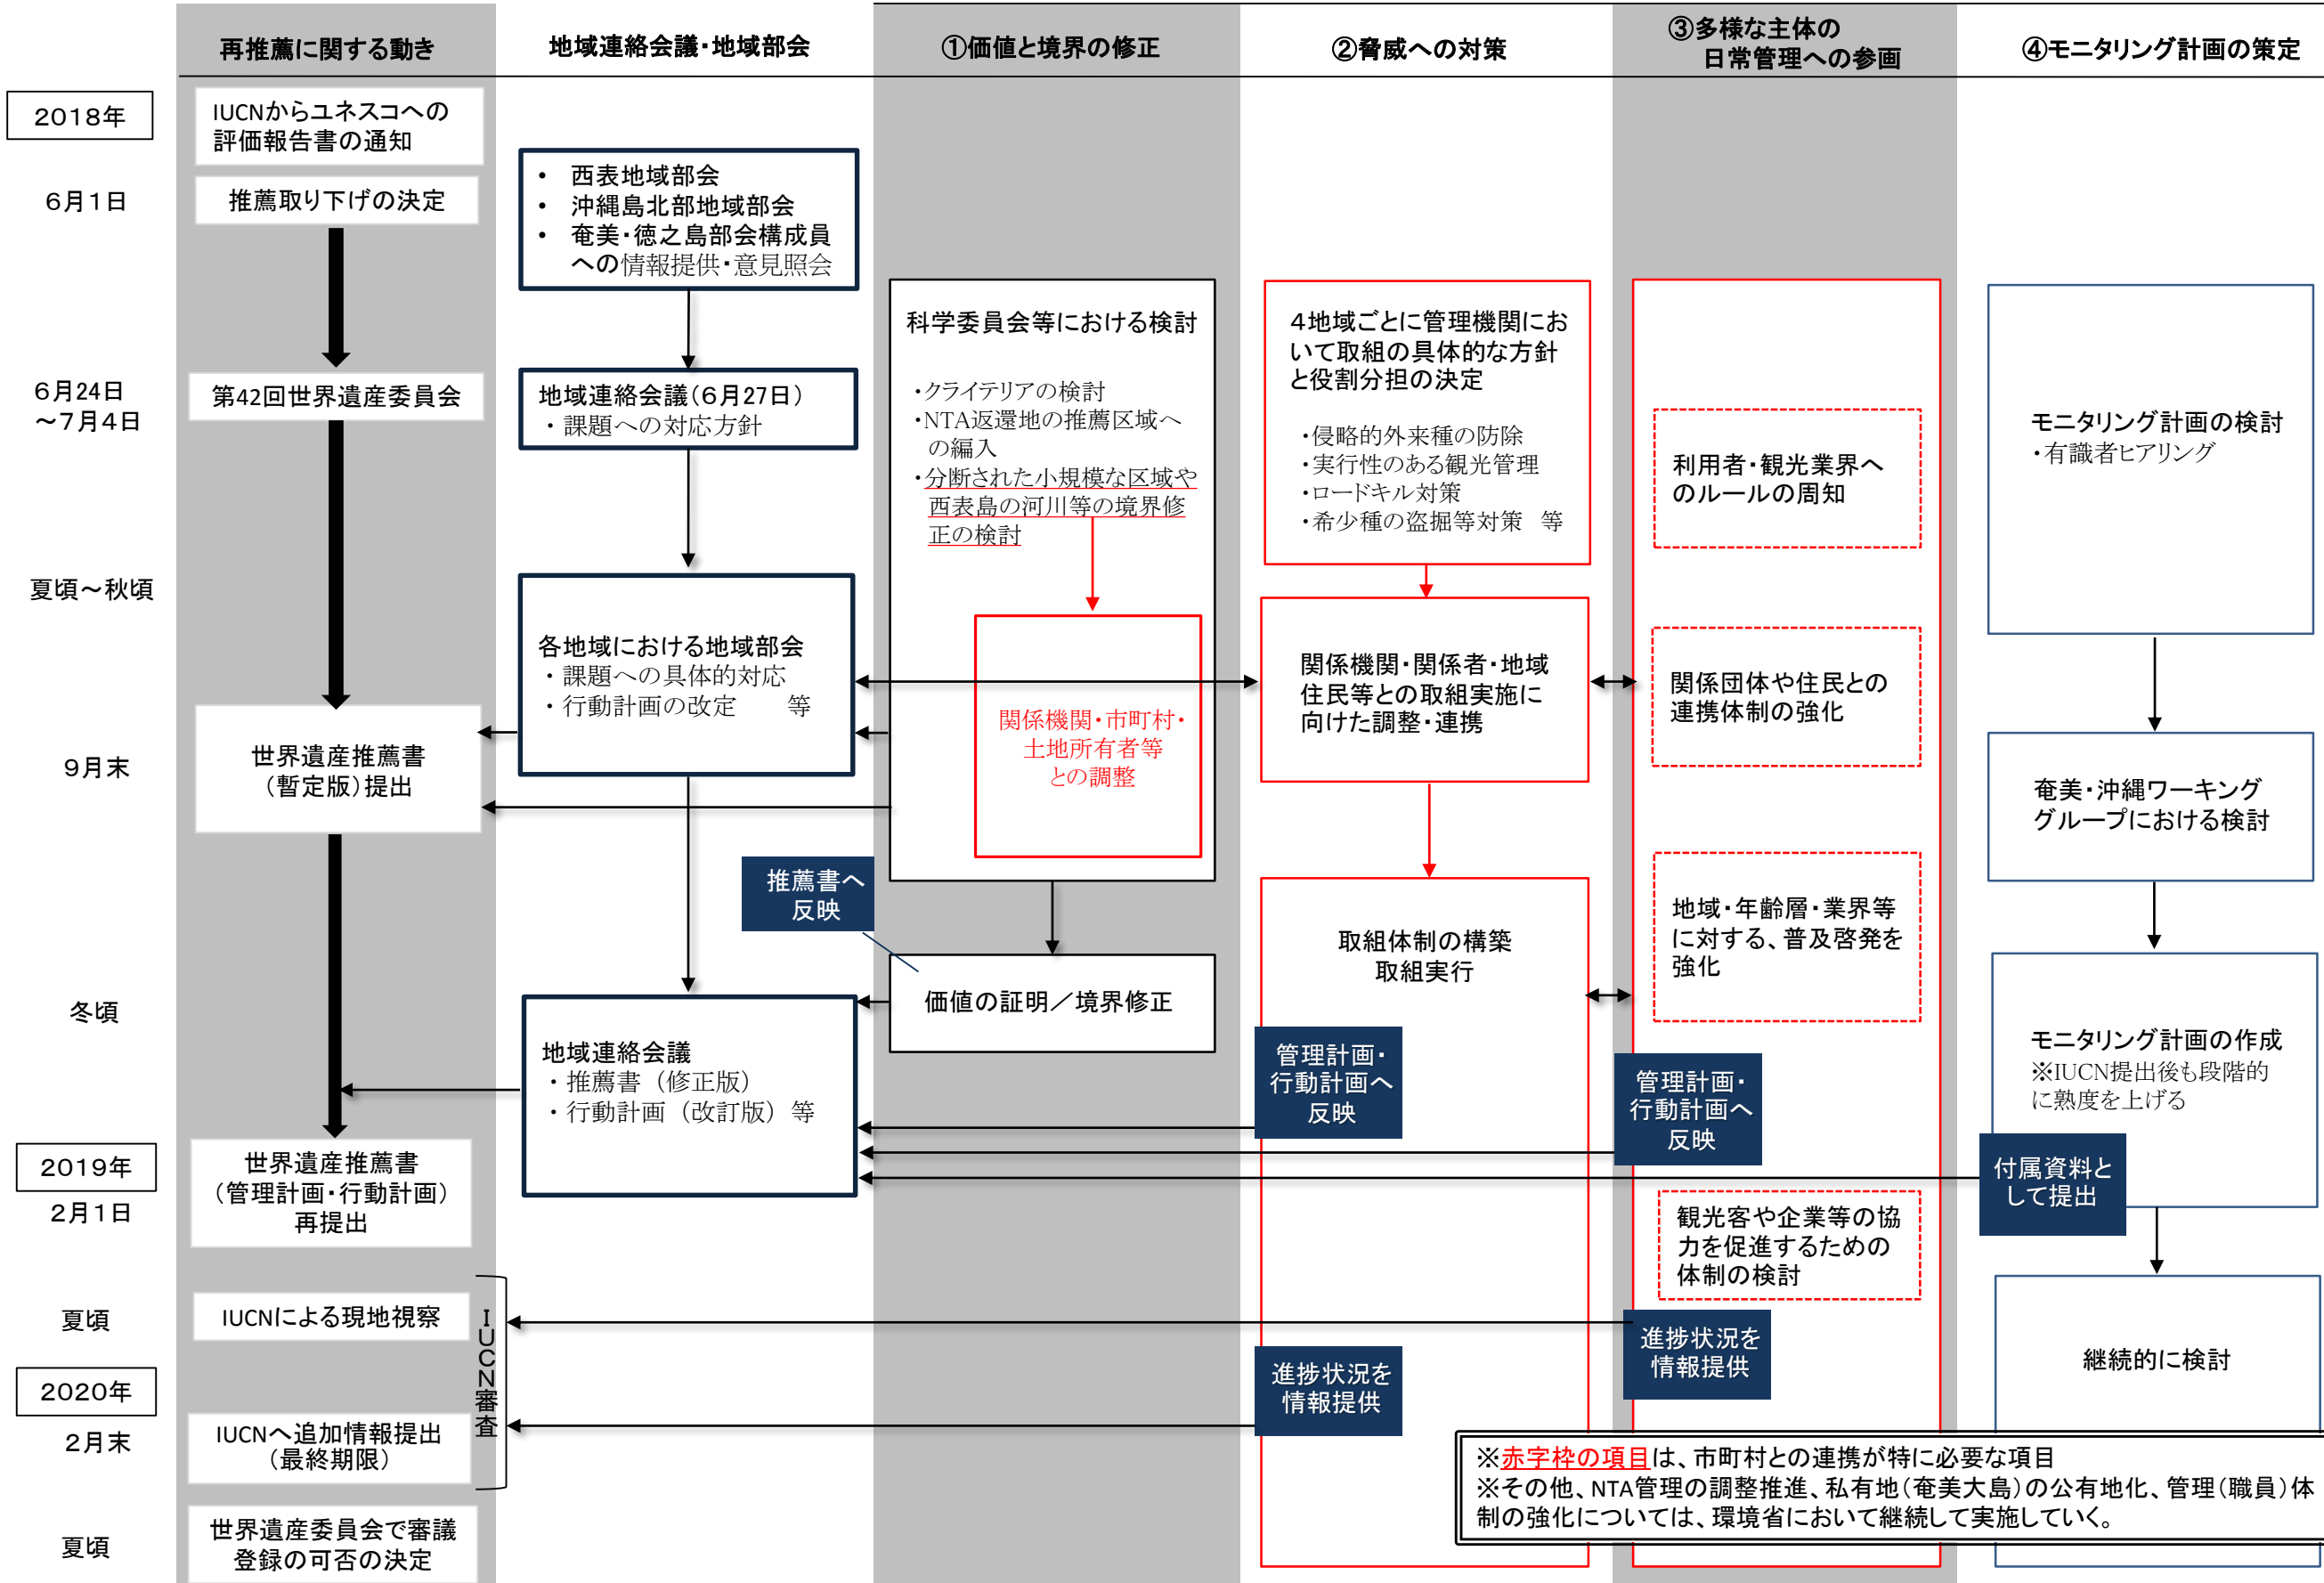 再推薦に関する動き
地域連絡会議・地域部会
①価値と境界の修正
②脅威への対策
③多様な主体の
日常管理への参画
④モニタリング計画の策定
2018年
6月1日
6月24日
～7月4日
夏頃～秋頃
9月末
冬頃
2019年
2月1日
夏頃
2020年
2月末
夏頃
IUCNからユネスコへの
評価報告書の通知
推薦取り下げの決定
第42回世界遺産委員会
世界遺産推薦書
（暫定版）提出
世界遺産推薦書
（管理計画・行動計画）
再提出
IUCNによる現地視察
IUCNへ追加情報提出
（最終期限）
IUCN審査
世界遺産委員会で審議
登録の可否の決定
• 西表地域部会
• 沖縄島北部地域部会
• 奄美・徳之島部会構成員
への情報提供・意見照会
地域連絡会議（6月27日）
・課題への対応方針
各地域における地域部会
・課題への具体的対応
・行動計画の改定　等
地域連絡会議
・推薦書（修正版）
・行動計画（改訂版）等
科学委員会等における検討
・クライテリアの検討
・NTA返還地の推薦区域へ
の編入
・分断された小規模な区域や
西表島の河川等の境界修
正の検討
関係機関・市町村・
土地所有者等
との調整
推薦書へ
反映
価値の証明／境界修正
4地域ごとに管理機関にお
いて取組の具体的な方針
と役割分担の決定
・侵略的外来種の防除
・実行性のある観光管理
・ロードキル対策
・希少種の盗掘等対策　等
関係機関・関係者・地域
住民等との取組実施に
向けた調整・連携
取組体制の構築
取組実行
管理計画・
行動計画へ
反映
進捗状況を
情報提供
利用者・観光業界へ
のルールの周知
関係団体や住民との
連携体制の強化
地域・年齢層・業界等
に対する、普及啓発を
強化
管理計画・
行動計画へ
反映
観光客や企業等の協
力を促進するための
体制の検討
進捗状況を
情報提供
モニタリング計画の検討
・有識者ヒアリング
奄美・沖縄ワーキング
グループにおける検討
モニタリング計画の作成
※IUCN提出後も段階的
に熟度を上げる
付属資料と
して提出
継続的に検討
※赤字枠の項目は、市町村との連携が特に必要な項目
※その他、NTA管理の調整推進、私有地（奄美大島）の公有地化、管理（職員）体
制の強化については、環境省において継続して実施していく。